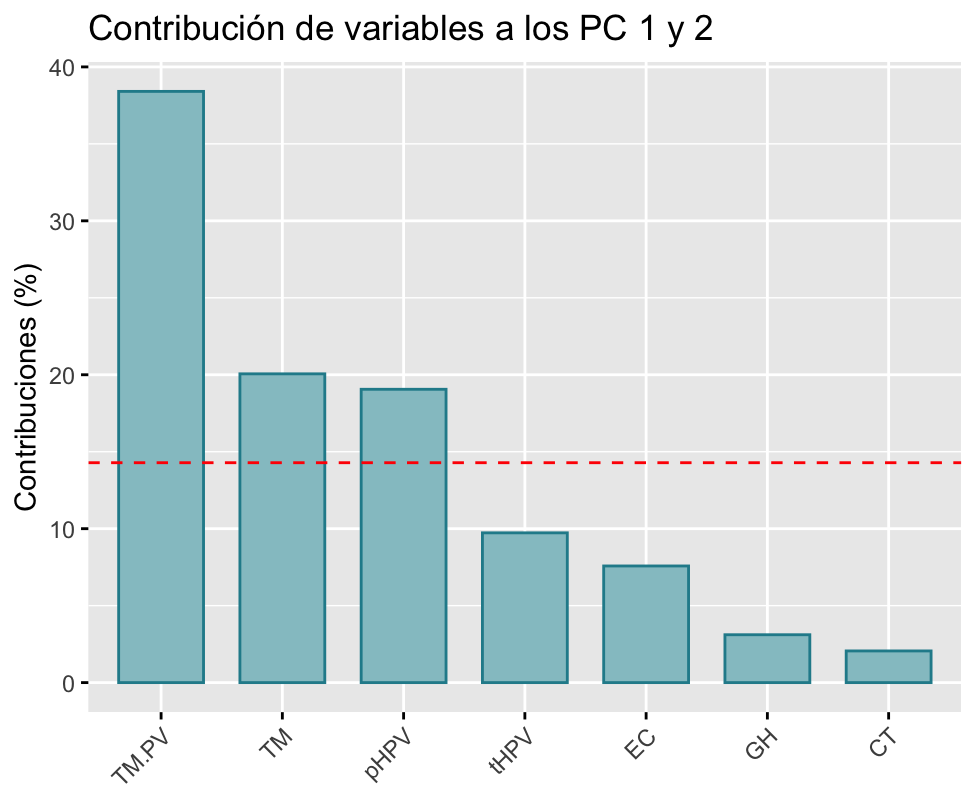 Contribución de variables a los PC 1 y 2
Contribuciones (%)
40
30
20
10
0
TM.PV
TM
pHPV
tHPV
EC
GH
CT